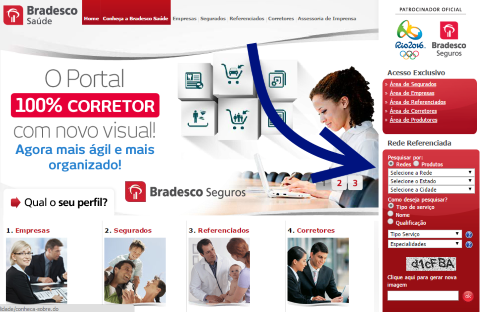 Bradesco
Saúde
Home
Conheça a Bradesco Saúde
Empresas
Segurados
Referenciados
Corretores
Assessoria de Imprensa
O Portal
100% CORRETOR
com novo visual!
Agora mais ágil e mais
organizado!
2 3
Bradesco Seguros
Qual o seu perfil?
1. Empresas
2. Segurados
3. Referenciados
4. Corretores
PATROCINADOR OFICIAL
Rio2016
Bradesco
Seguros
Acesso Exclusivo
Área de Segurados
Área de Empresas
Área de Referenciados
Área de Corretores
Área de Produtores
Rede Referenciada
Pesquisar por:
Redes Produtos
Selecione a Rede
Selecione o Estado
Selecione a Cidade
Como deseja pesquisar?
Tipo de serviço
Nome
Qualificação
Tipo Serviço
Especialidades
d1cFBA
Clique aqui para gerar nova
imagem
ok
idade/conheca-sobre.do